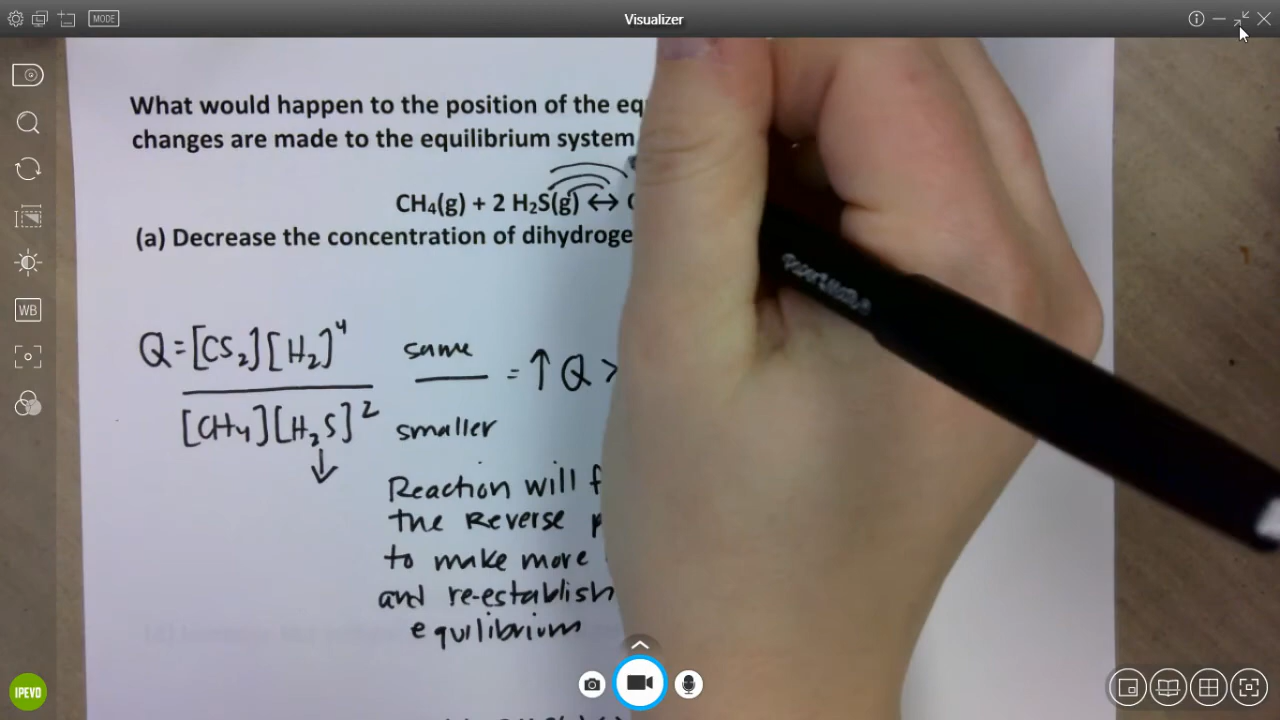 Visualizer
MODE
What would happen to the position of the eq
changes are made to the equilibrium system
CH₄(g) + 2 H₂S(g) ↔ C
(a) Decrease the concentration of dihydroge
WB
Q = [CS₂][H₂]⁴
[CH₄][H₂S]²
↓
same
smaller
= ↑ Q >
Reaction will f
the Reverse
to make more
and re-establish
equilibrium
IPEVO